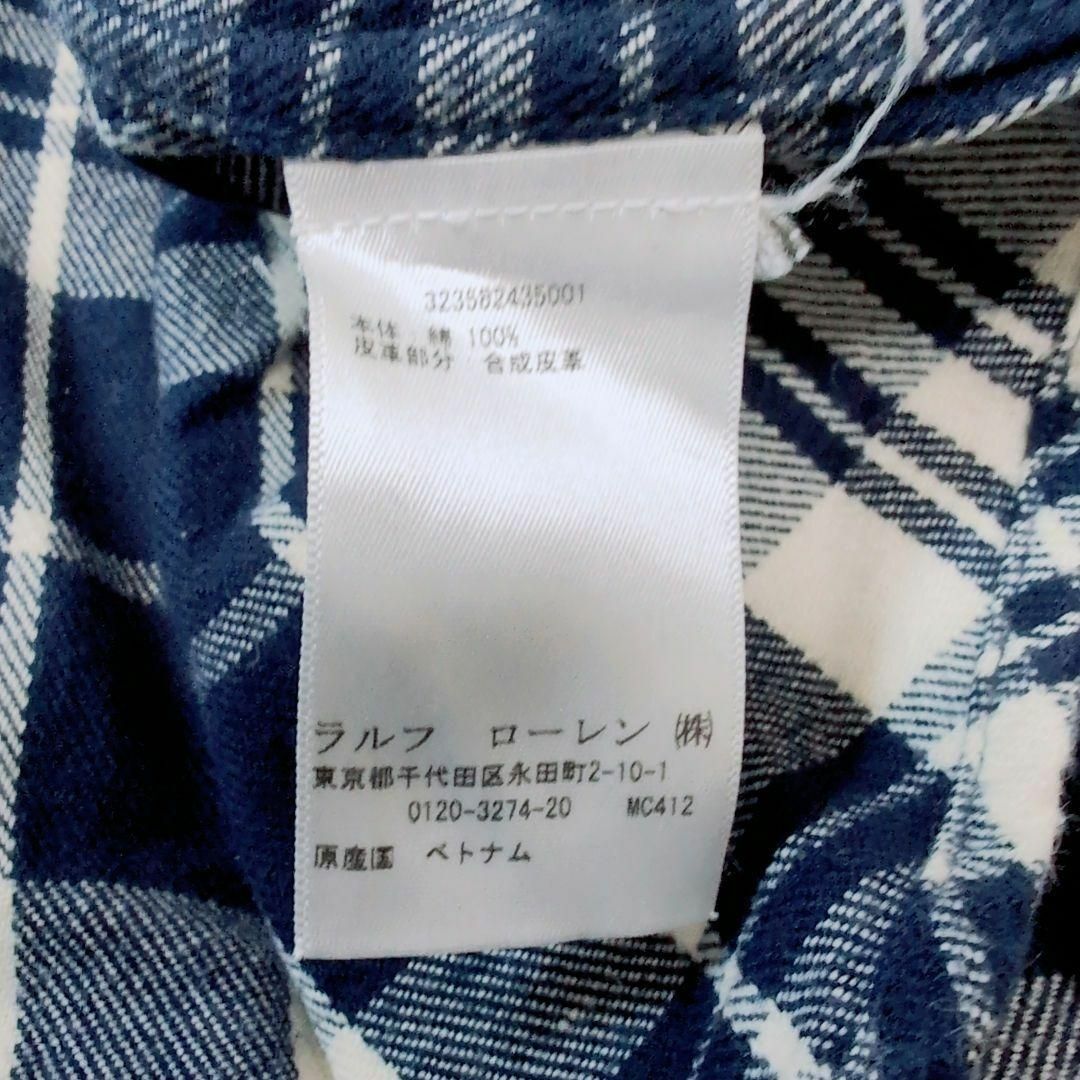 323582435001
本体 綿 100%
皮革部分 合成皮革
ラルフ ローレン ㈱
東京都千代田区永田町2-10-1
0120-3274-20 MC412
原産国 ベトナム